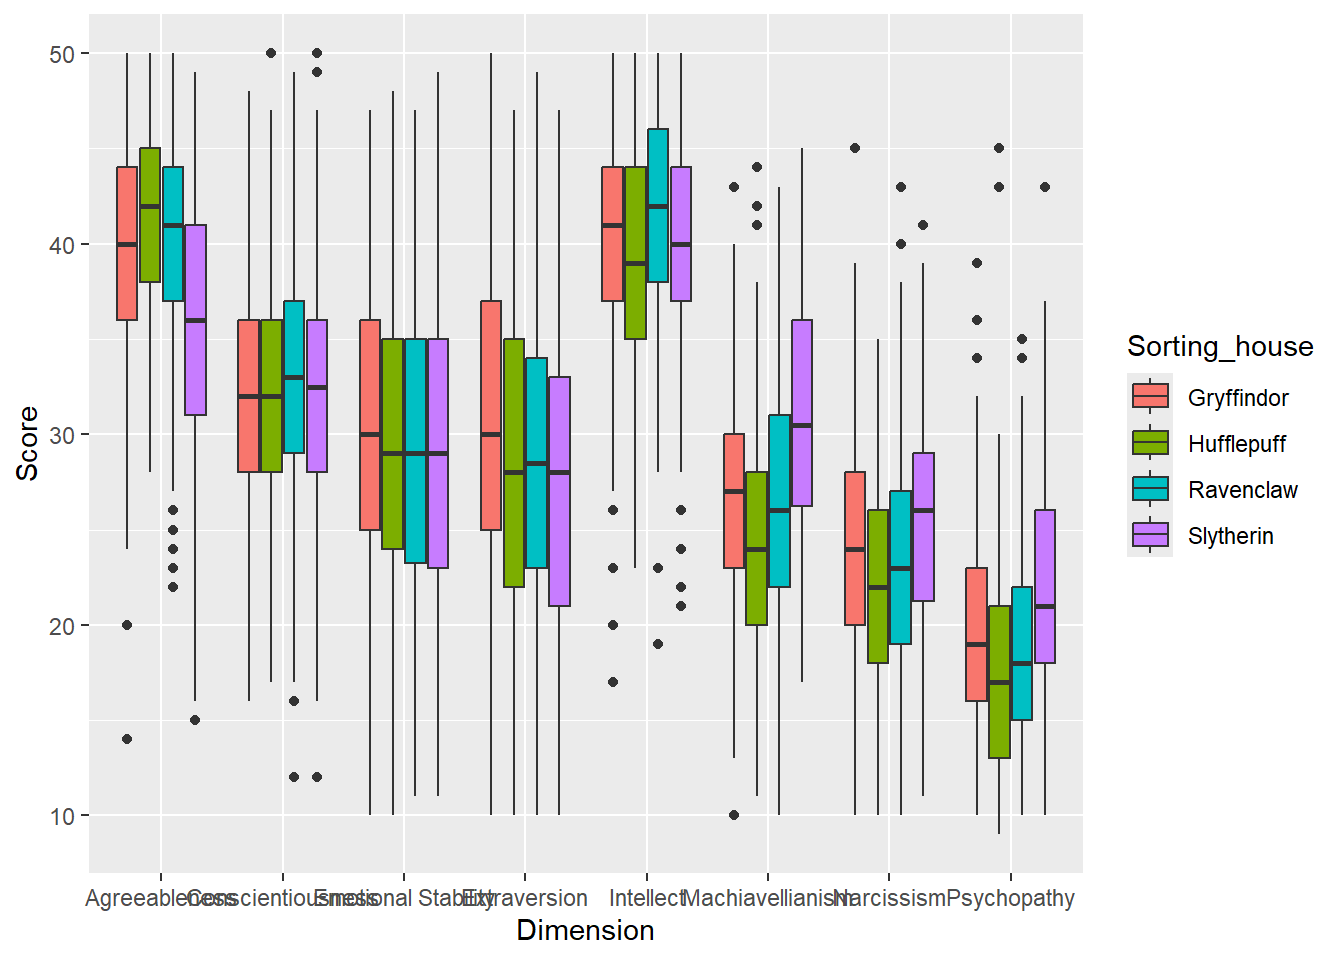 50
40
30
20
10
Score
Agreeableness Conscientiousness Emotional Stability Extraversion Intellect Machiavellianism Narcissism Psychopathy
Dimension
Sorting_house
Gryffindor
Hufflepuff
Ravenclaw
Slytherin